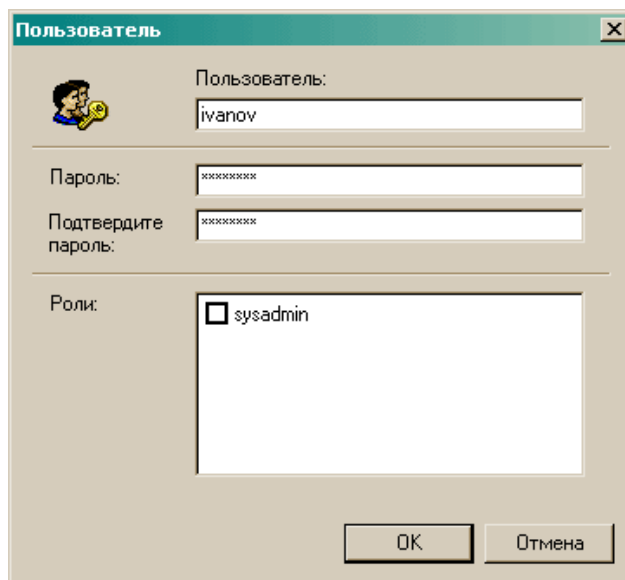 Пользователь
Пользователь:
ivanov
Пароль:
********
Подтвердите
пароль:
********
Роли:
sysadmin
OK
Отмена